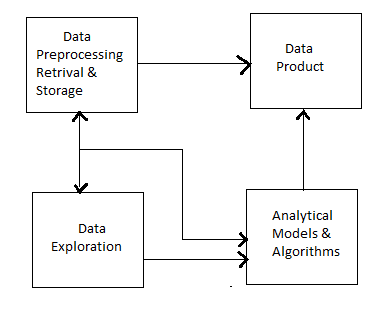 Data
Preprocessing
Retrival &
Storage
Data
Product
Data
Exploration
Analytical
Models &
Algorithms